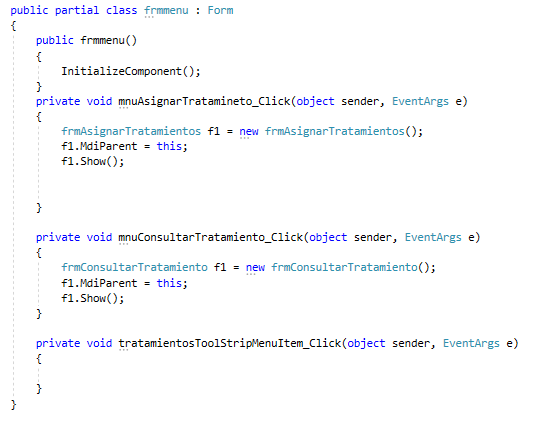 public partial class frmmenu : Form
{
public frmmenu()
{
InitializeComponent();
}
private void mnuAsignarTratamineto_Click(object sender, EventArgs e)
{
frmAsignarTratamientos f1 = new frmAsignarTratamientos();
f1.MdiParent = this;
f1.Show();
}
private void mnuConsultarTratamiento_Click(object sender, EventArgs e)
{
frmConsultarTratamiento f1 = new frmConsultarTratamiento();
f1.MdiParent = this;
f1.Show();
}
private void tratamientosToolStripMenuItem_Click(object sender, EventArgs e)
{
}
}